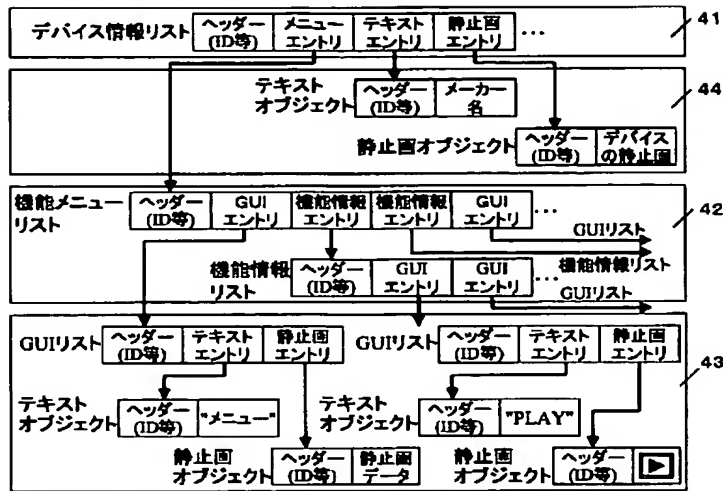 デバイス情報リスト ヘッダー(ID等) メニューエントリ テキストエントリ 静止画エントリ … 41
テキストオブジェクト ヘッダー(ID等) メーカー名 44
静止画オブジェクト ヘッダー(ID等) デバイスの静止画
機能メニューリスト ヘッダー(ID等) GUIエントリ 機能情報エントリ 機能情報エントリ GUIエントリ … 42
GUIリスト
機能情報リスト
機能情報リスト ヘッダー(ID等) GUIエントリ GUIエントリ …
GUIリスト
GUIリスト ヘッダー(ID等) テキストエントリ 静止画エントリ GUIリスト ヘッダー(ID等) テキストエントリ 静止画エントリ 43
テキストオブジェクト ヘッダー(ID等) "メニュー" テキストオブジェクト ヘッダー(ID等) "PLAY"
静止画オブジェクト ヘッダー(ID等) 静止画データ 静止画オブジェクト ヘッダー(ID等)